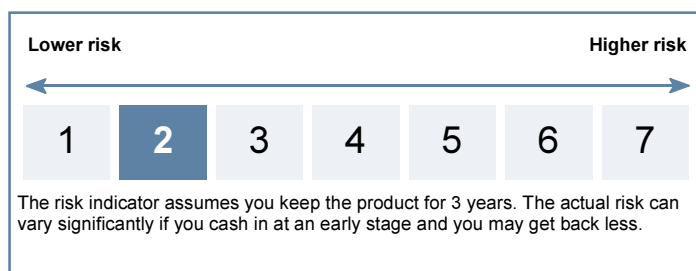 Lower risk Higher risk
1 2 3 4 5 6 7
The risk indicator assumes you keep the product for 3 years. The actual risk can
vary significantly if you cash in at an early stage and you may get back less.